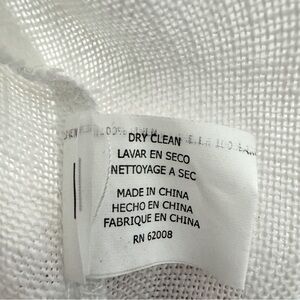 DRY CLEAN
LAVAR EN SECO
NETTOYAGE A SEC
MADE IN CHINA
HECHO EN CHINA
FABRIQUE EN CHINA
RN 62008